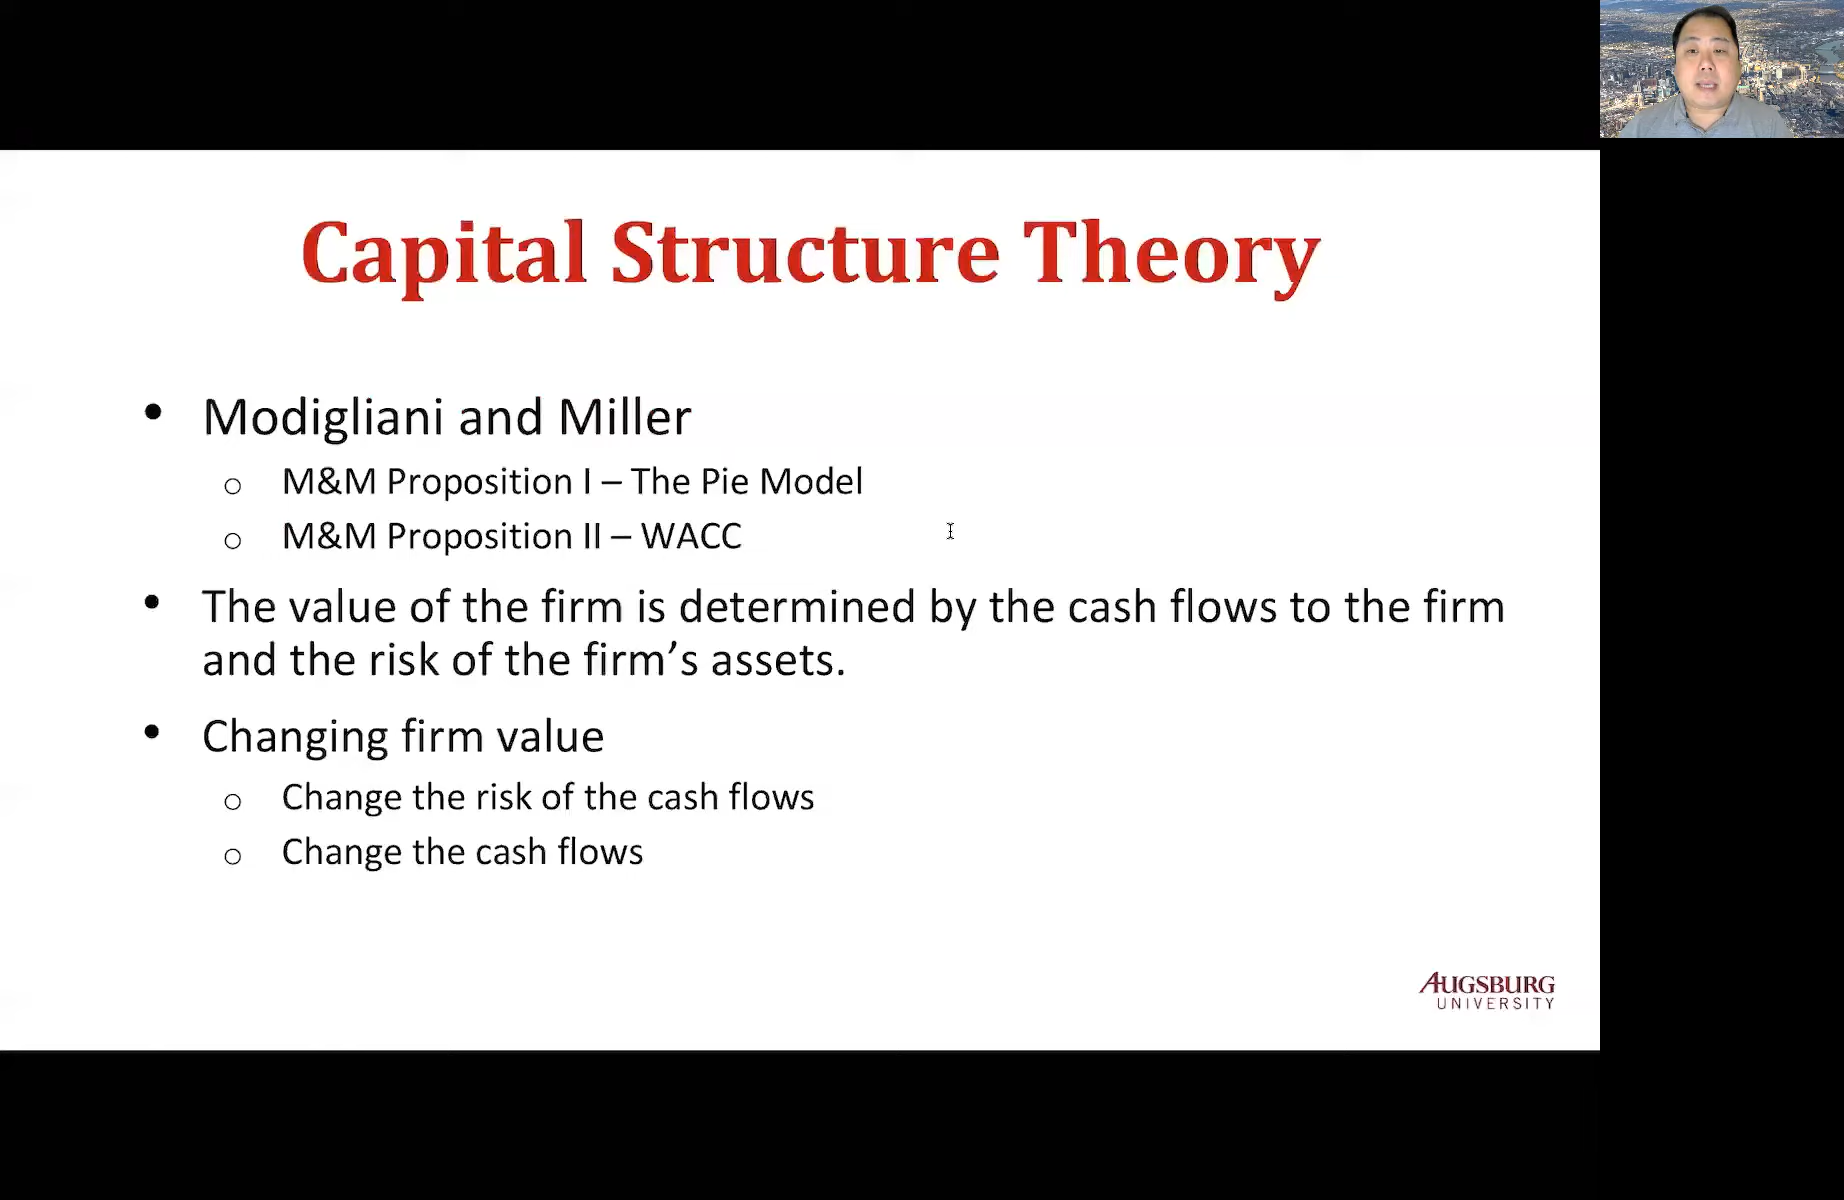 Capital Structure Theory
• Modigliani and Miller
o M&M Proposition I – The Pie Model
o M&M Proposition II – WACC
• The value of the firm is determined by the cash flows to the firm
and the risk of the firm’s assets.
• Changing firm value
o Change the risk of the cash flows
o Change the cash flows
AUGSBURG
UNIVERSITY